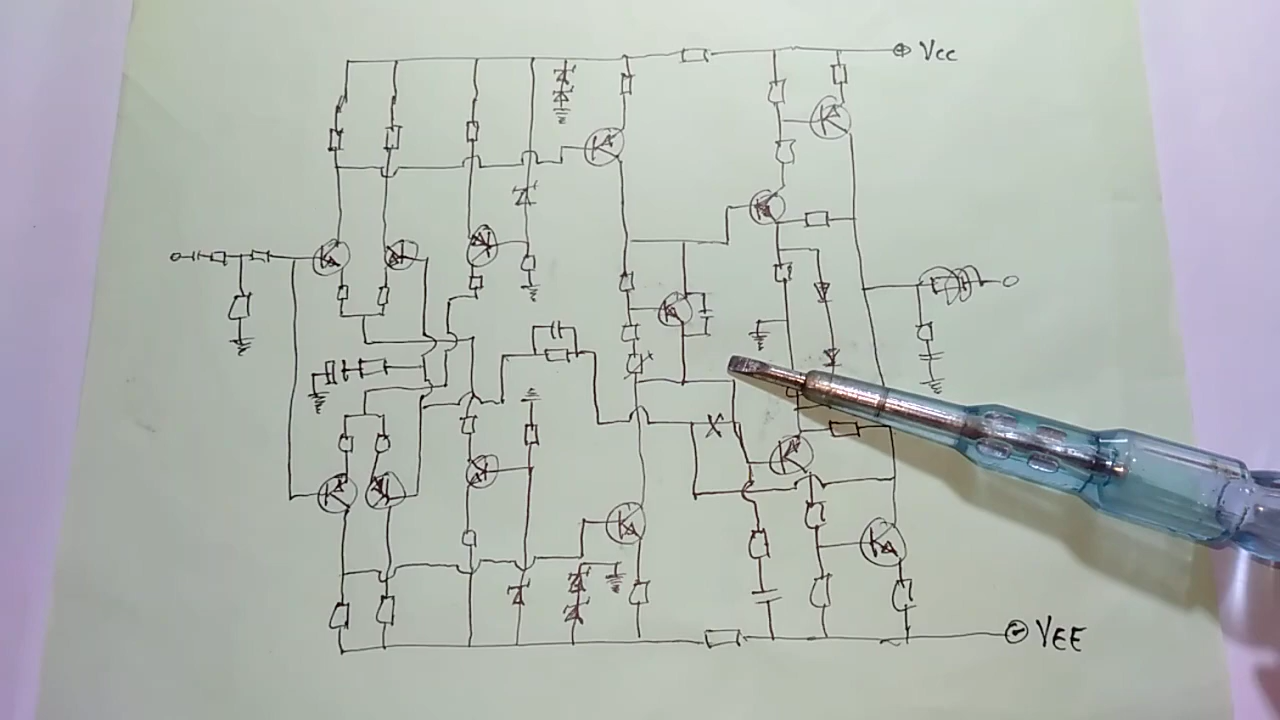 ⊕ Vcc
X
⊖ VEE